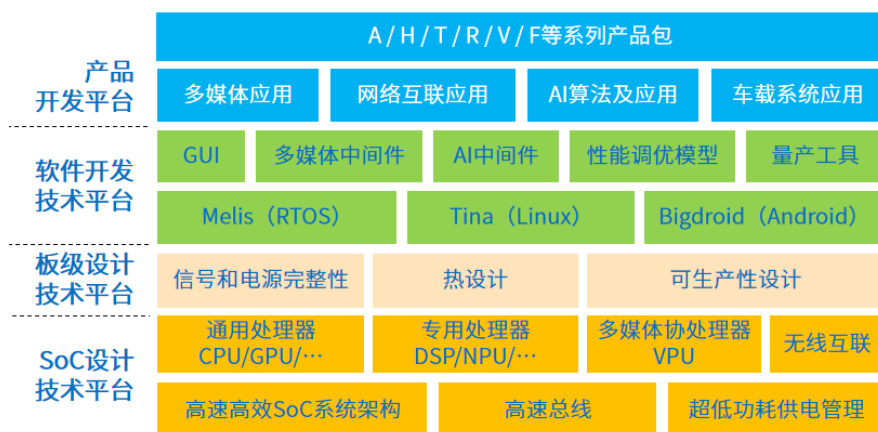 A / H / T / R / V / F等系列产品包
产品
开发平台
多媒体应用
网络互联应用
AI算法及应用
车载系统应用
软件开发
技术平台
GUI
多媒体中间件
AI中间件
性能调优模型
量产工具
Melis（RTOS）
Tina（Linux）
Bigdroid（Android）
板级设计
技术平台
信号和电源完整性
热设计
可生产性设计
SoC设计
技术平台
通用处理器
CPU/GPU/…
专用处理器
DSP/NPU/…
多媒体协处理器
VPU
无线互联
高速高效SoC系统架构
高速总线
超低功耗供电管理